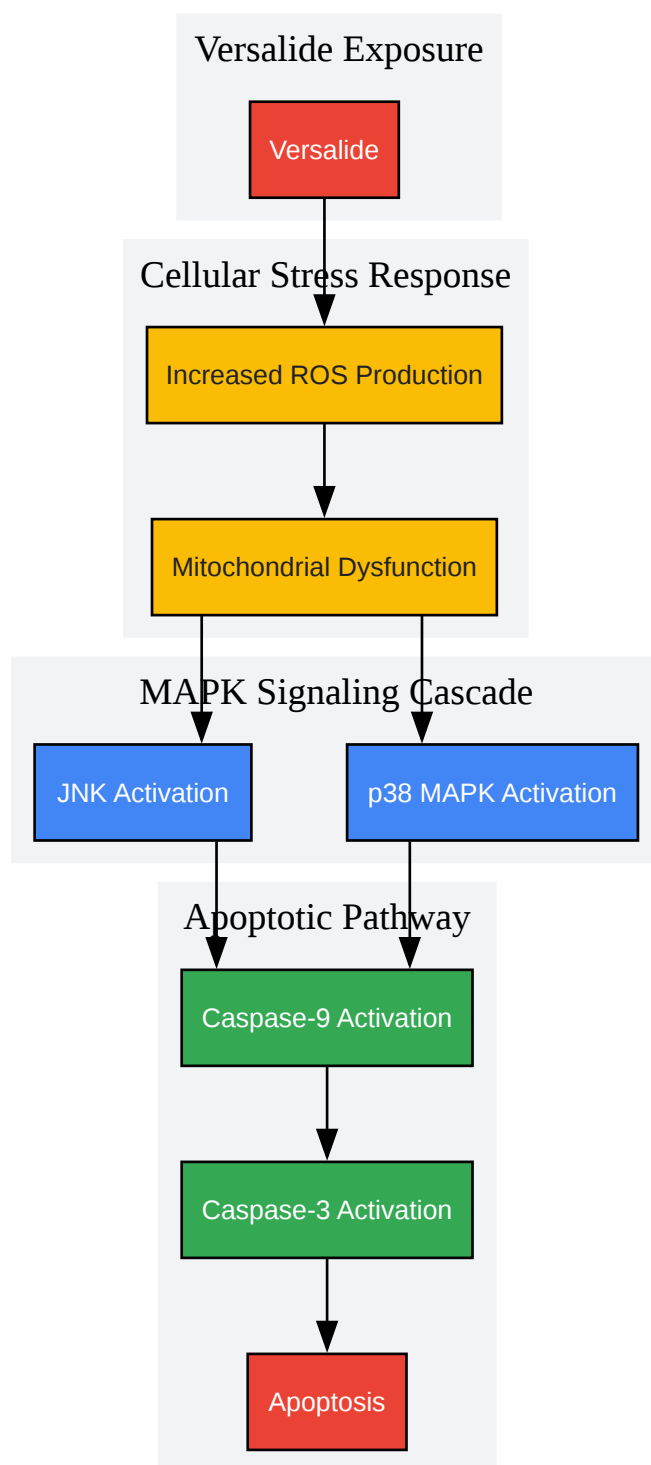 Versalide Exposure
Versalide
Cellular Stress Response
Increased ROS Production
Mitochondrial Dysfunction
MAPK Signaling Cascade
JNK Activation
p38 MAPK Activation
Apoptotic Pathway
Caspase-9 Activation
Caspase-3 Activation
Apoptosis